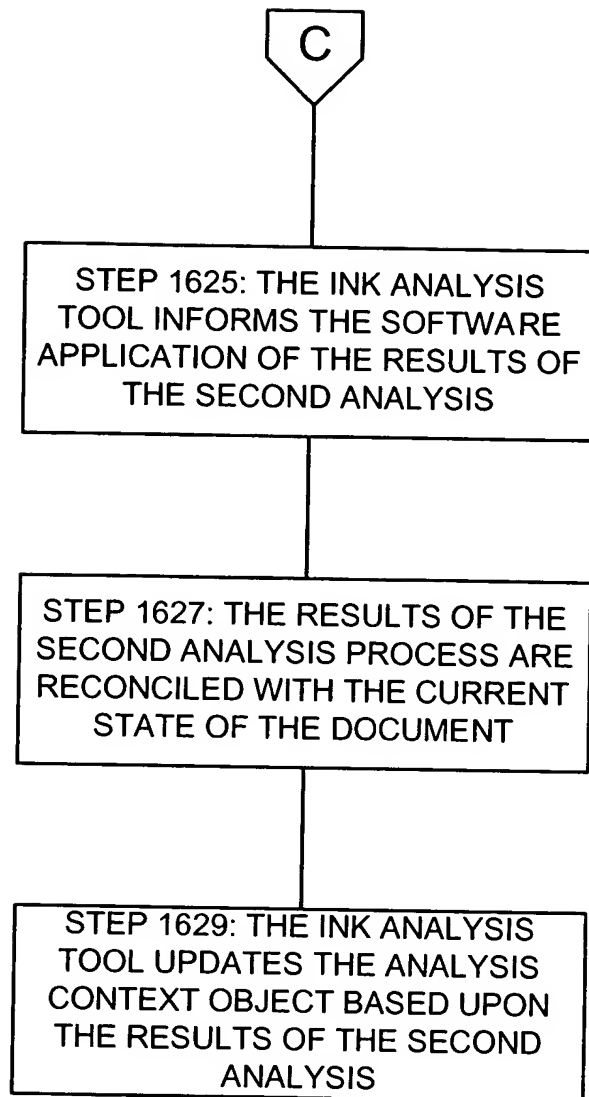 C
STEP 1625: THE INK ANALYSIS
TOOL INFORMS THE SOFTWARE
APPLICATION OF THE RESULTS OF
THE SECOND ANALYSIS
STEP 1627: THE RESULTS OF THE
SECOND ANALYSIS PROCESS ARE
RECONCILED WITH THE CURRENT
STATE OF THE DOCUMENT
STEP 1629: THE INK ANALYSIS
TOOL UPDATES THE ANALYSIS
CONTEXT OBJECT BASED UPON
THE RESULTS OF THE SECOND
ANALYSIS